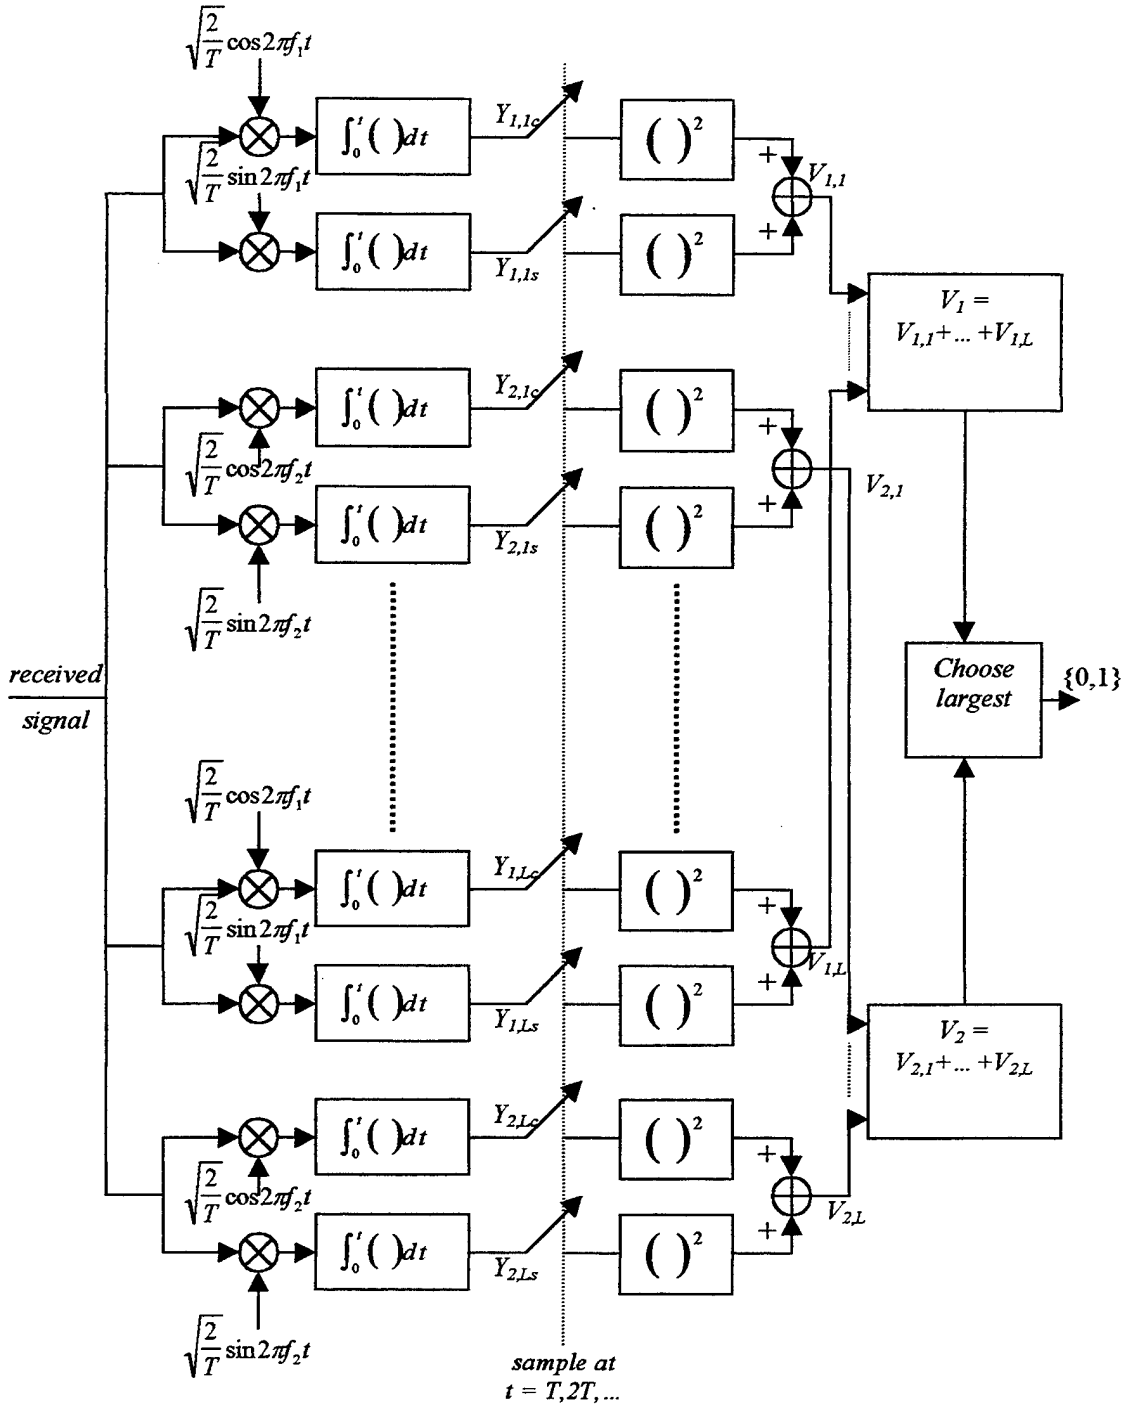 √(2/T) cos2πf₁t
Y₁,₁c
∫₀ᵗ( )dt
( )²
+
V₁,₁
√(2/T) sin2πf₁t
+
∫₀ᵗ( )dt
Y₁,₁s
( )²
V₁ =
V₁,₁+... +V₁,L
Y₂,₁c
∫₀ᵗ( )dt
( )²
+
√(2/T) cos2πf₂t
V₂,₁
+
∫₀ᵗ( )dt
Y₂,₁s
( )²
√(2/T) sin2πf₂t
received
signal
Choose
largest
{0,1}
√(2/T) cos2πf₁t
Y₁,Lc
∫₀ᵗ( )dt
( )²
+
√(2/T) sin2πf₁t
V₁,L
+
∫₀ᵗ( )dt
Y₁,Ls
( )²
V₂ =
V₂,₁+... +V₂,L
Y₂,Lc
∫₀ᵗ( )dt
( )²
+
√(2/T) cos2πf₂t
V₂,L
+
∫₀ᵗ( )dt
Y₂,Ls
( )²
√(2/T) sin2πf₂t
sample at
t = T,2T,...